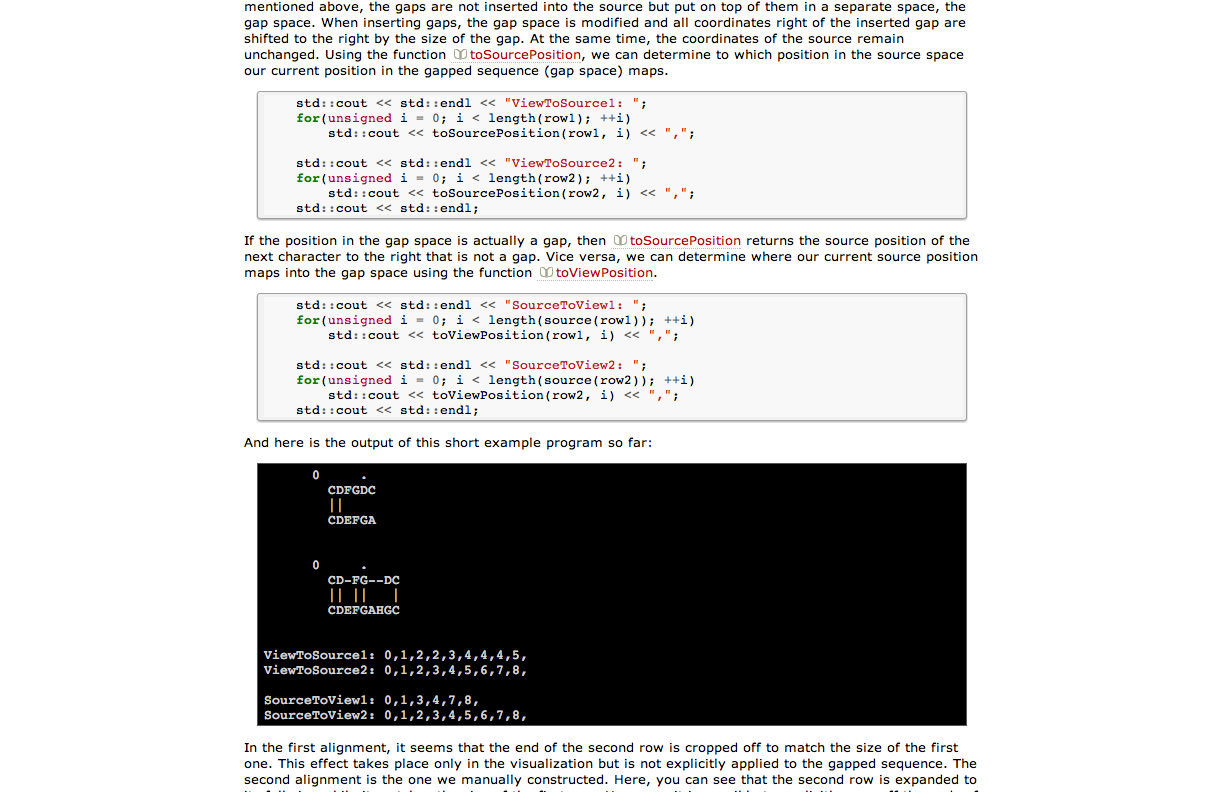 mentioned above, the gaps are not inserted into the source but put on top of them in a separate space, the
gap space. When inserting gaps, the gap space is modified and all coordinates right of the inserted gap are
shifted to the right by the size of the gap. At the same time, the coordinates of the source remain
unchanged. Using the function toSourcePosition, we can determine to which position in the source space
our current position in the gapped sequence (gap space) maps.
std::cout << std::endl << "ViewToSource1: ";
for(unsigned i = 0; i < length(row1); ++i)
    std::cout << toSourcePosition(row1, i) << ",";

std::cout << std::endl << "ViewToSource2: ";
for(unsigned i = 0; i < length(row2); ++i)
    std::cout << toSourcePosition(row2, i) << ",";
std::cout << std::endl;
If the position in the gap space is actually a gap, then toSourcePosition returns the source position of the
next character to the right that is not a gap. Vice versa, we can determine where our current source position
maps into the gap space using the function toViewPosition.
std::cout << std::endl << "SourceToView1: ";
for(unsigned i = 0; i < length(source(row1)); ++i)
    std::cout << toViewPosition(row1, i) << ",";

std::cout << std::endl << "SourceToView2: ";
for(unsigned i = 0; i < length(source(row2)); ++i)
    std::cout << toViewPosition(row2, i) << ",";
std::cout << std::endl;
And here is the output of this short example program so far:
      0     .
        CDFGDC
        ||
        CDEFGA

      0     .
        CD-FG--DC
        || ||   |
        CDEFGAHGC

ViewToSource1: 0,1,2,2,3,4,4,4,5,
ViewToSource2: 0,1,2,3,4,5,6,7,8,

SourceToView1: 0,1,3,4,7,8,
SourceToView2: 0,1,2,3,4,5,6,7,8,
In the first alignment, it seems that the end of the second row is cropped off to match the size of the first
one. This effect takes place only in the visualization but is not explicitly applied to the gapped sequence. The
second alignment is the one we manually constructed. Here, you can see that the second row is expanded to